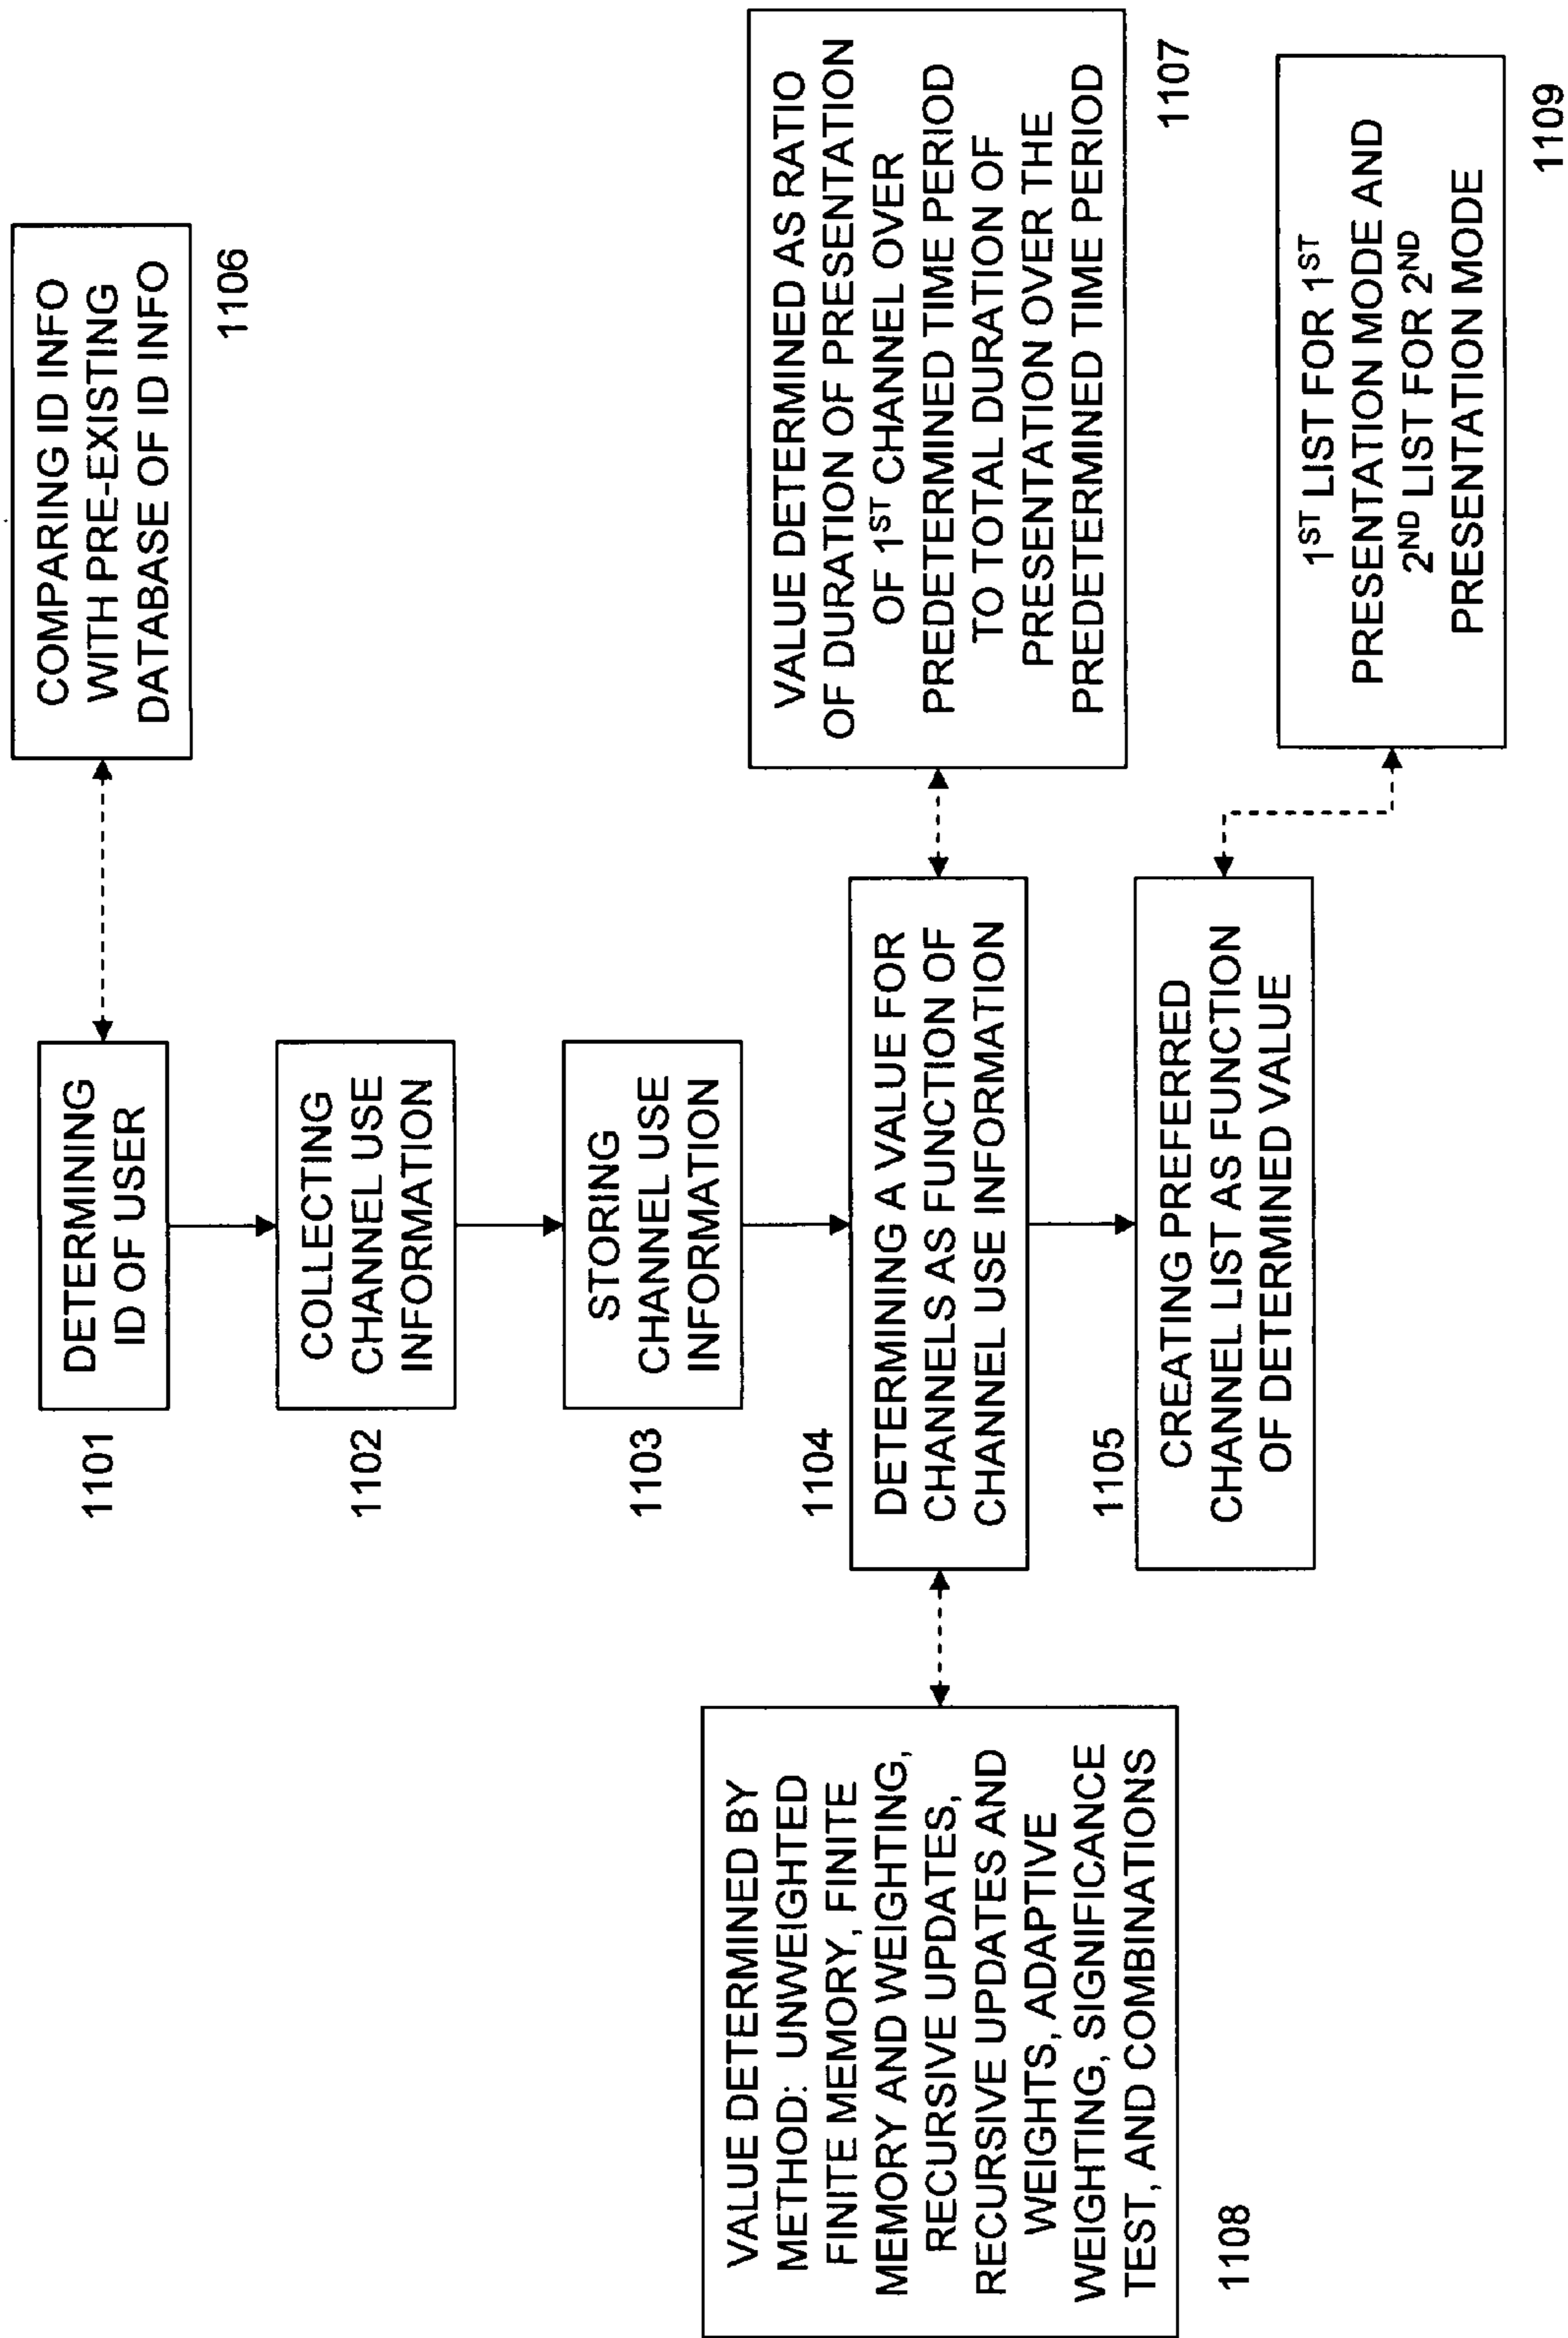 DETERMINING
ID OF USER
1101
COMPARING ID INFO
WITH PRE-EXISTING
DATABASE OF ID INFO
1106
COLLECTING
CHANNEL USE
INFORMATION
1102
STORING
CHANNEL USE
INFORMATION
1103
VALUE DETERMINED BY
METHOD: UNWEIGHTED
FINITE MEMORY, FINITE
MEMORY AND WEIGHTING,
RECURSIVE UPDATES,
RECURSIVE UPDATES AND
WEIGHTS, ADAPTIVE
WEIGHTING, SIGNIFICANCE
TEST, AND COMBINATIONS
1108
1104
DETERMINING A VALUE FOR
CHANNELS AS FUNCTION OF
CHANNEL USE INFORMATION
VALUE DETERMINED AS RATIO
OF DURATION OF PRESENTATION
OF 1ST CHANNEL OVER
PREDETERMINED TIME PERIOD
TO TOTAL DURATION OF
PRESENTATION OVER THE
PREDETERMINED TIME PERIOD
1107
1105
CREATING PREFERRED
CHANNEL LIST AS FUNCTION
OF DETERMINED VALUE
1ST LIST FOR 1ST
PRESENTATION MODE AND
2ND LIST FOR 2ND
PRESENTATION MODE
1109